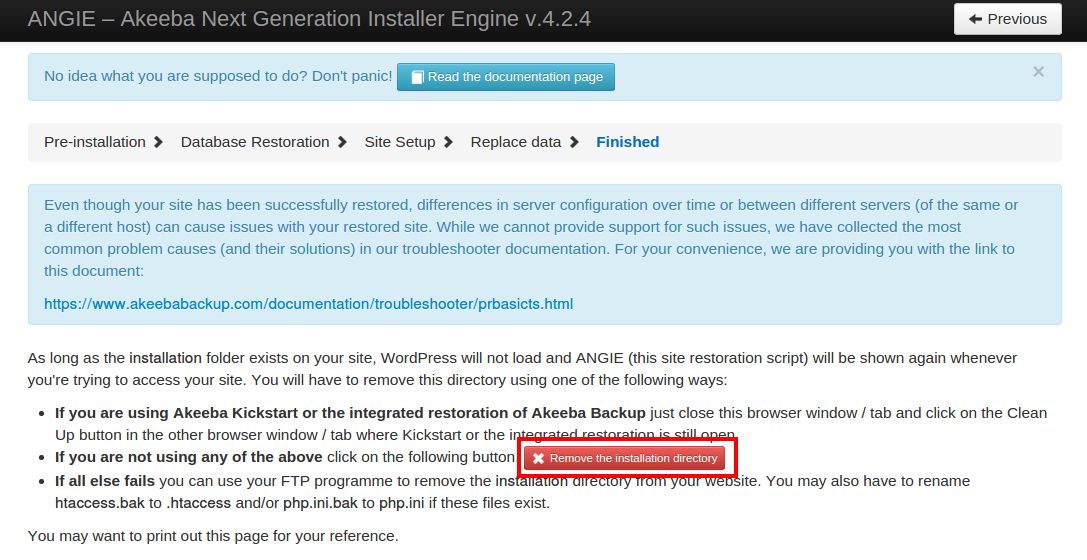 ANGIE – Akeeba Next Generation Installer Engine v.4.2.4
Previous
No idea what you are supposed to do? Don't panic! Read the documentation page
×
Pre-installation Database Restoration Site Setup Replace data Finished
Even though your site has been successfully restored, differences in server configuration over time or between different servers (of the same or
a different host) can cause issues with your restored site. While we cannot provide support for such issues, we have collected the most
common problem causes (and their solutions) in our troubleshooter documentation. For your convenience, we are providing you with the link to
this document:
https://www.akeebabackup.com/documentation/troubleshooter/prbasicts.html
As long as the installation folder exists on your site, WordPress will not load and ANGIE (this site restoration script) will be shown again whenever
you're trying to access your site. You will have to remove this directory using one of the following ways:
• If you are using Akeeba Kickstart or the integrated restoration of Akeeba Backup just close this browser window / tab and click on the Clean
Up button in the other browser window / tab where Kickstart or the integrated restoration is still open.
• If you are not using any of the above click on the following button. Remove the installation directory
• If all else fails you can use your FTP programme to remove the installation directory from your website. You may also have to rename
htaccess.bak to .htaccess and/or php.ini.bak to php.ini if these files exist.
You may want to print out this page for your reference.